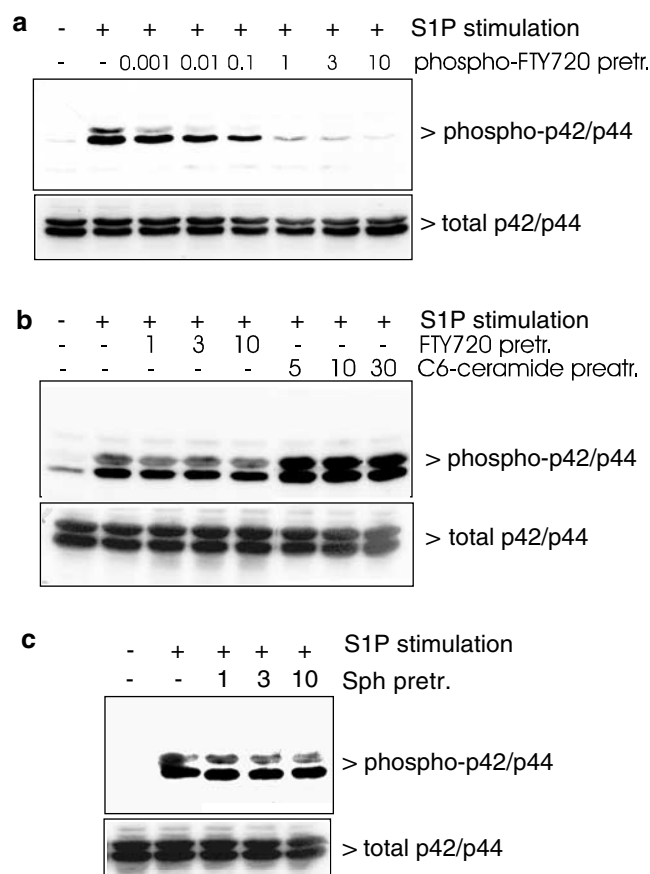 a - + + + + + + + S1P stimulation
- - 0.001 0.01 0.1 1 3 10 phospho-FTY720 pretr.
> phospho-p42/p44
> total p42/p44
b - + + + + + + + S1P stimulation
- - 1 3 10 - - - FTY720 pretr.
- - - - - 5 10 30 C6-ceramide preatr.
> phospho-p42/p44
> total p42/p44
c - + + + + S1P stimulation
- - 1 3 10 Sph pretr.
> phospho-p42/p44
> total p42/p44